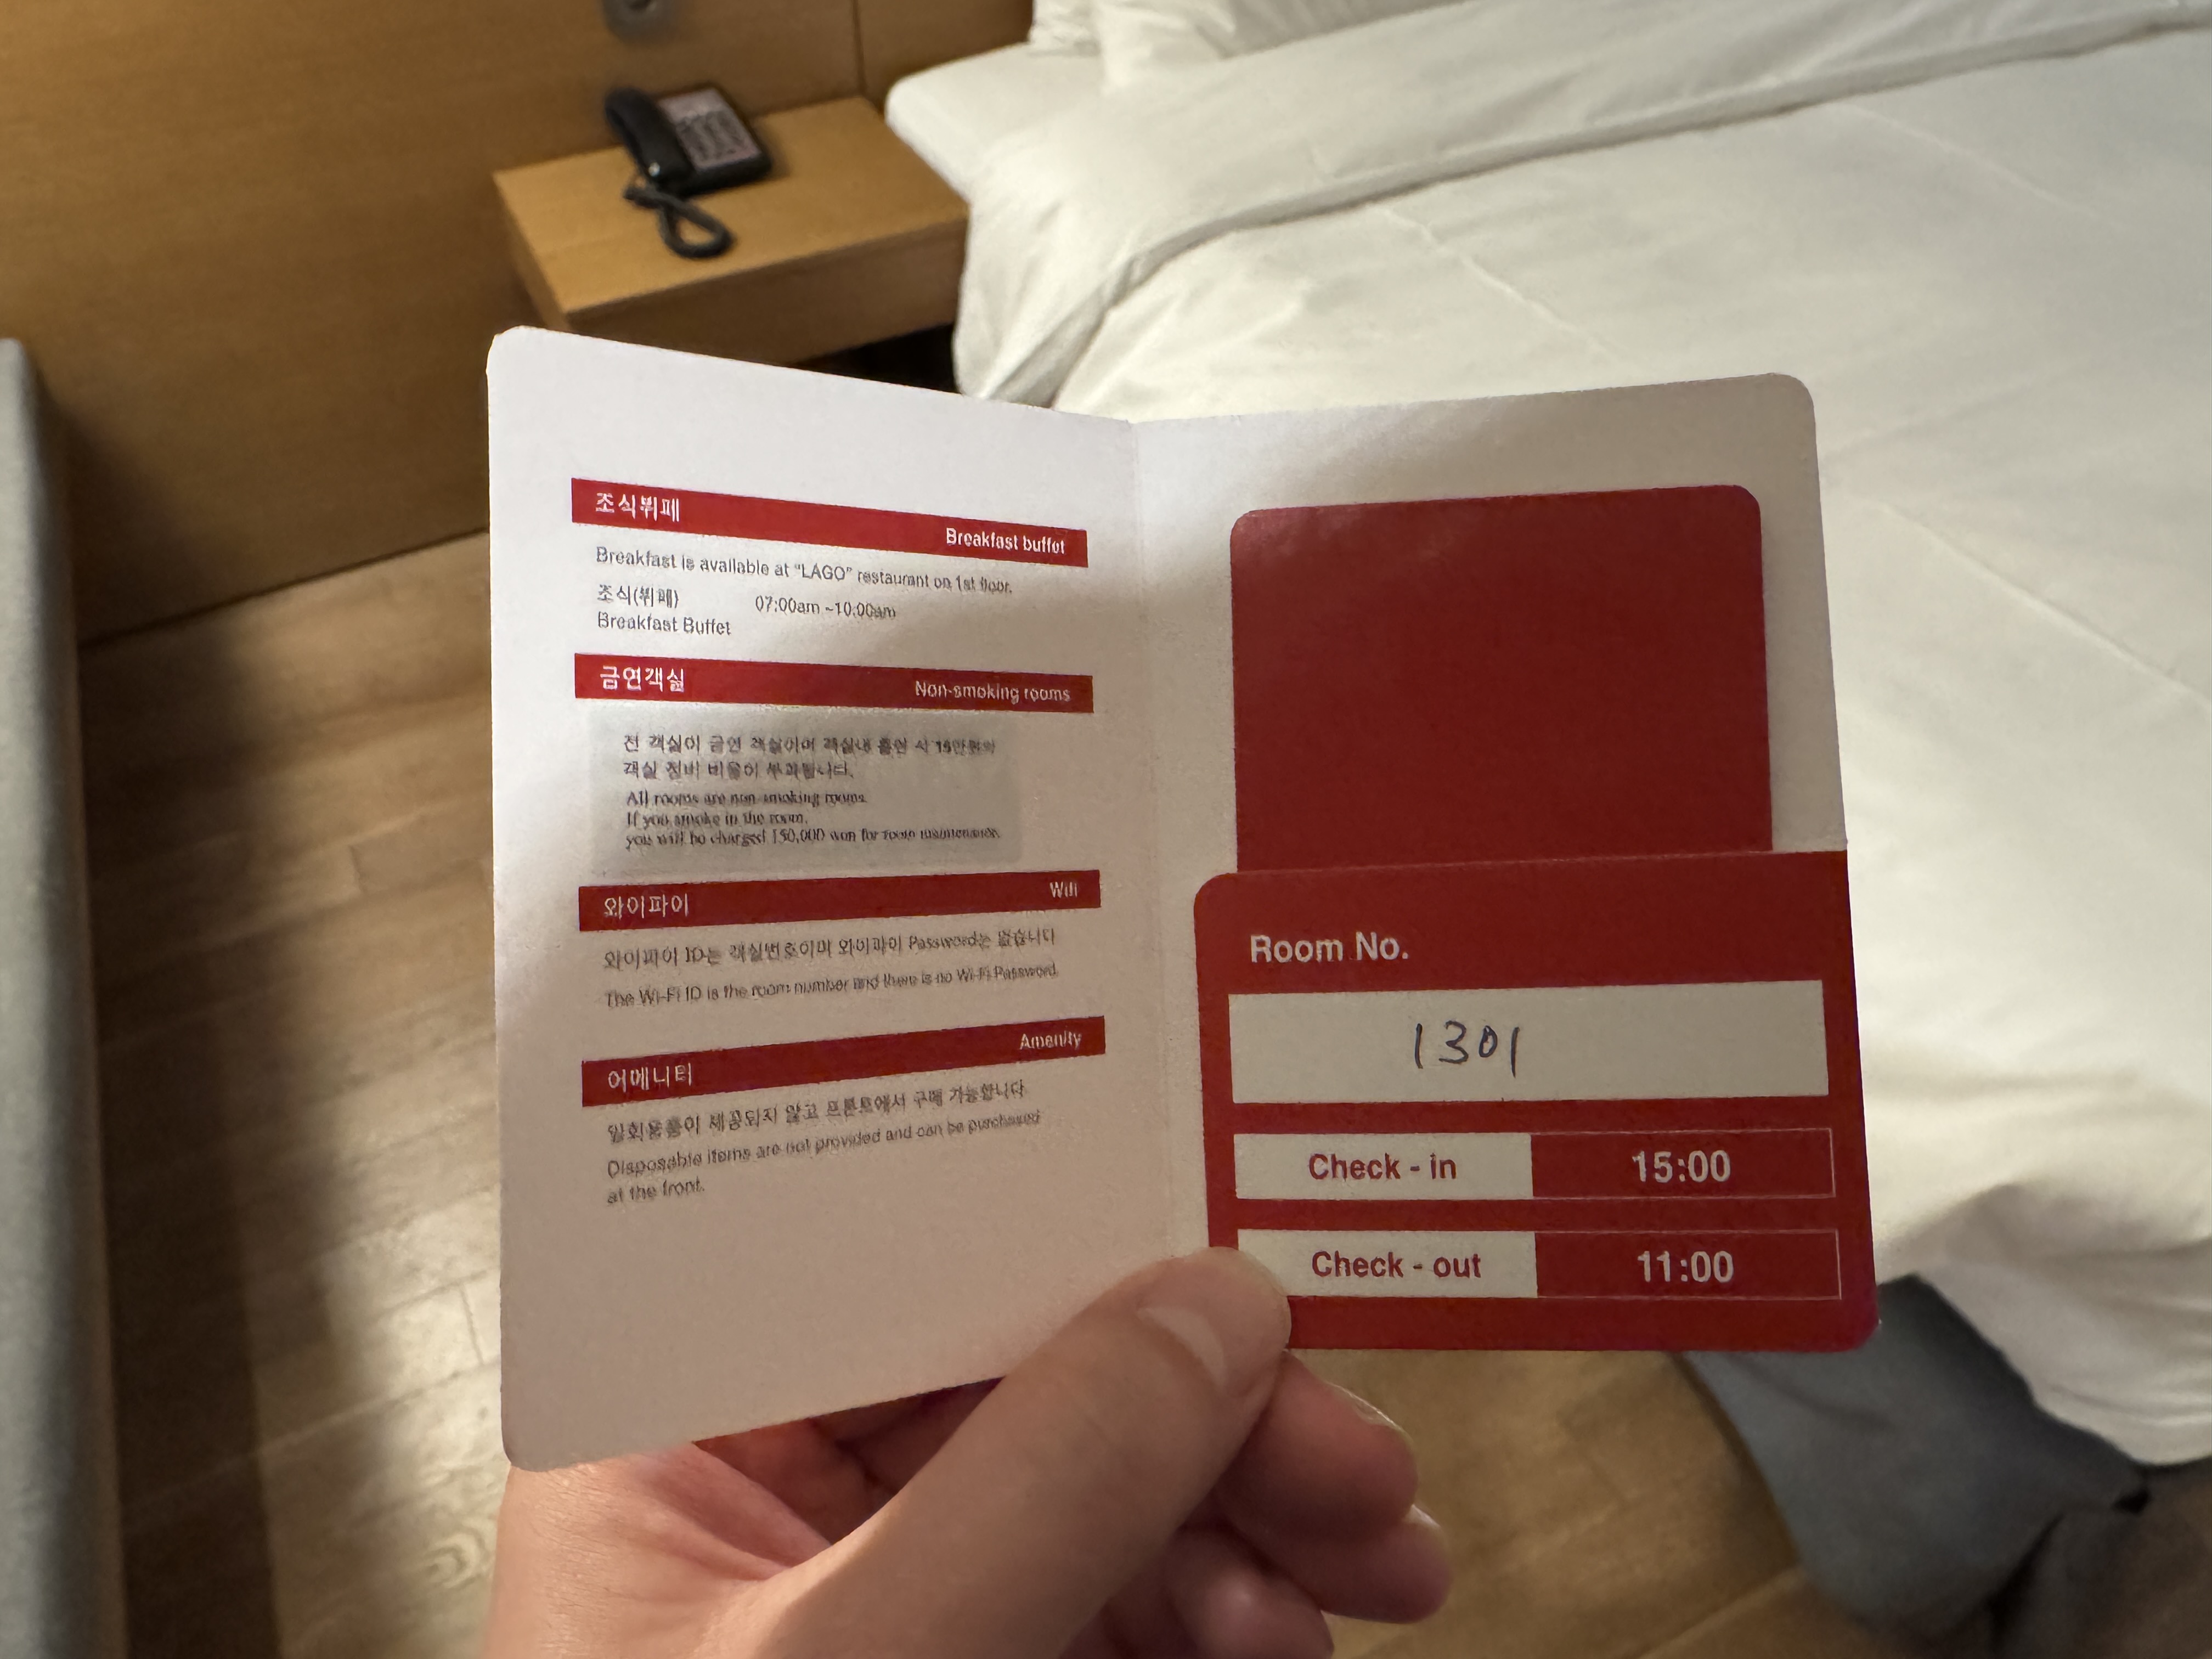 조식뷔페
Breakfast buffet
Breakfast is available at “LAGO” restaurant on 1st floor.
조식(뷔페) 07:00am ~10:00am
Breakfast Buffet
금연객실
Non-smoking rooms
전 객실이 금연 객실이며 객실내 흡연 시 15만원의
객실 정비 비용이 부과됩니다.
All rooms are non-smoking rooms.
If you smoke in the room,
you will be charged 150,000 won for room maintenance.
와이파이
Wifi
와이파이 ID는 객실번호이며 와이파이 Password는 없습니다
The Wi-Fi ID is the room number and there is no Wi-Fi Password.
어메니티
Amenity
일회용품이 제공되지 않고 프론트에서 구매 가능합니다
Disposable items are not provided and can be purchased
at the front.
Room No.
1301
Check - in 15:00
Check - out 11:00